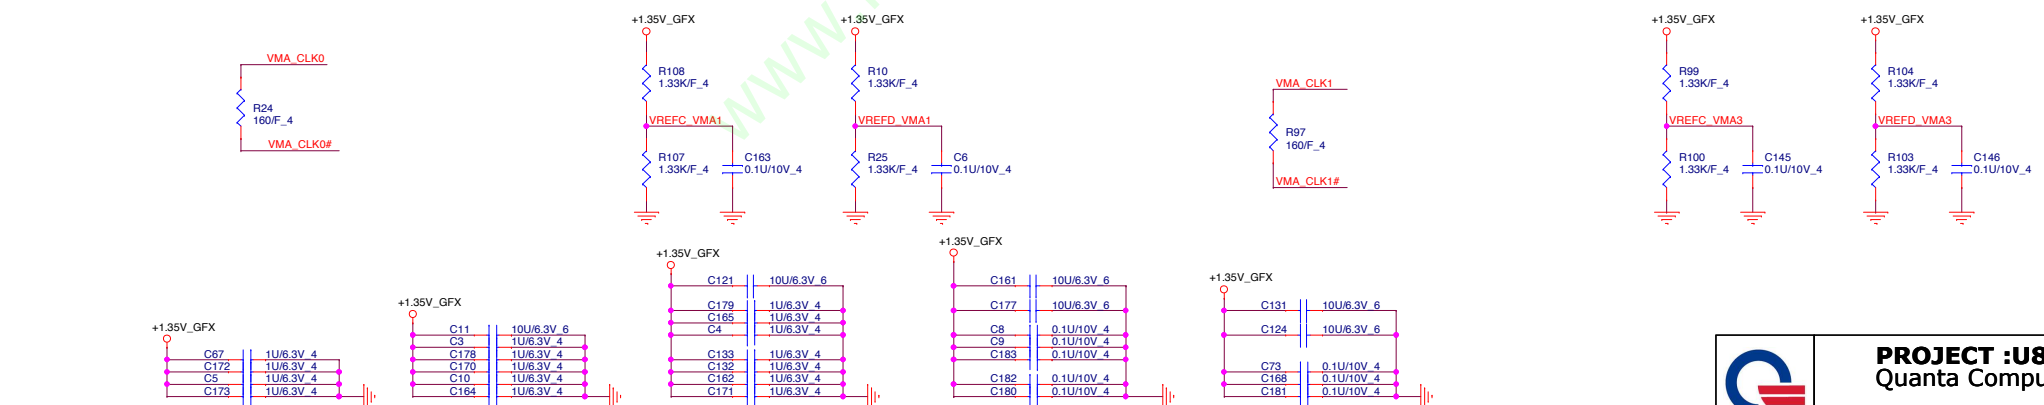 +1.35V_GFX
+1.35V_GFX
+1.35V_GFX
+1.35V_GFX
VMA_CLK0
R24
160/F_4
VMA_CLK0#
R108
1.33K/F_4
VREFC_VMA1
R107
1.33K/F_4
C163
0.1U/10V_4
R10
1.33K/F_4
VREFD_VMA1
R25
1.33K/F_4
C6
0.1U/10V_4
VMA_CLK1
R97
160/F_4
VMA_CLK1#
R99
1.33K/F_4
VREFC_VMA3
R100
1.33K/F_4
C145
0.1U/10V_4
R104
1.33K/F_4
VREFD_VMA3
R103
1.33K/F_4
C146
0.1U/10V_4
www.
+1.35V_GFX
C67 1U/6.3V_4
C172 1U/6.3V_4
C5 1U/6.3V_4
C173 1U/6.3V_4
+1.35V_GFX
C11 10U/6.3V_6
C3 1U/6.3V_4
C178 1U/6.3V_4
C170 1U/6.3V_4
C10 1U/6.3V_4
C164 1U/6.3V_4
+1.35V_GFX
C121 10U/6.3V_6
C179 1U/6.3V_4
C165 1U/6.3V_4
C4 1U/6.3V_4
C133 1U/6.3V_4
C132 1U/6.3V_4
C162 1U/6.3V_4
C171 1U/6.3V_4
+1.35V_GFX
C161 10U/6.3V_6
C177 10U/6.3V_6
C8 0.1U/10V_4
C9 0.1U/10V_4
C183 0.1U/10V_4
C182 0.1U/10V_4
C180 0.1U/10V_4
+1.35V_GFX
C131 10U/6.3V_6
C124 10U/6.3V_6
C73 0.1U/10V_4
C168 0.1U/10V_4
C181 0.1U/10V_4
PROJECT :U8
Quanta Compu